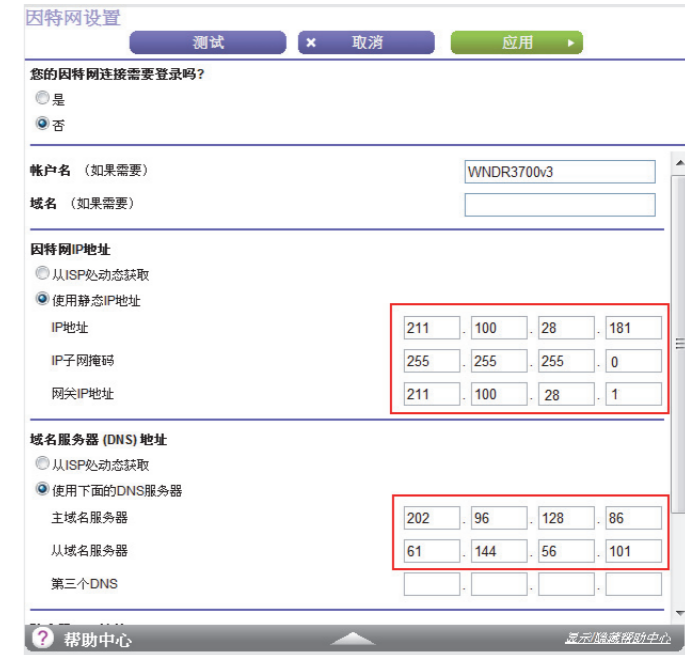 因特网设置
测试 × 取消 应用
您的因特网连接需要登录吗?
是
否
帐户名 (如果需要) WNDR3700v3
域名 (如果需要)
因特网IP地址
从ISP处动态获取
使用静态IP地址
IP地址 211 . 100 . 28 . 181
IP子网掩码 255 . 255 . 255 . 0
网关IP地址 211 . 100 . 28 . 1
域名服务器 (DNS) 地址
从ISP处动态获取
使用下面的DNS服务器
主域名服务器 202 . 96 . 128 . 86
从域名服务器 61 . 144 . 56 . 101
第三个DNS . . .
? 帮助中心 显示/隐藏帮助中心